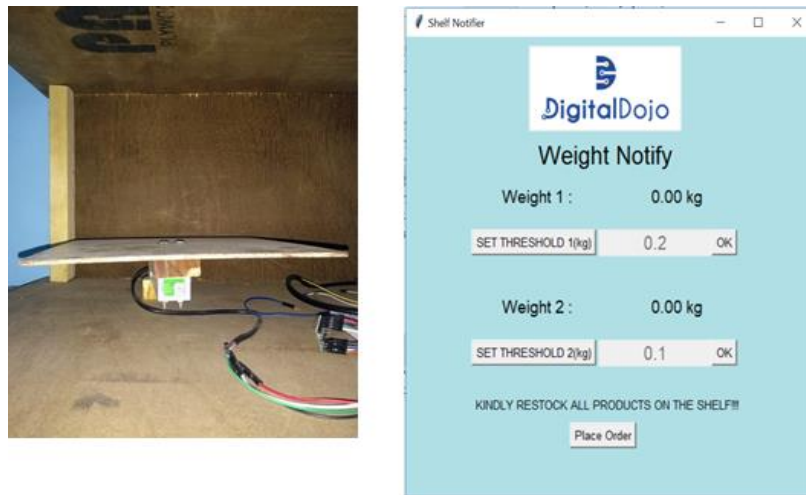 Shelf Notifier
DigitalDojo
Weight Notify
Weight 1 : 0.00 kg
SET THRESHOLD 1(kg) 0.2 OK
Weight 2 : 0.00 kg
SET THRESHOLD 2(kg) 0.1 OK
KINDLY RESTOCK ALL PRODUCTS ON THE SHELF!!!
Place Order